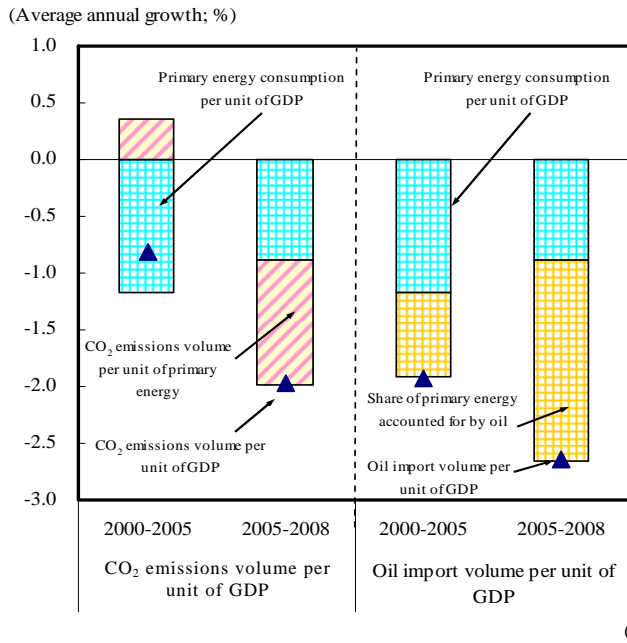 (Average annual growth; %)
1.0
0.5
0.0
-0.5
-1.0
-1.5
-2.0
-2.5
-3.0
Primary energy consumption
per unit of GDP
CO₂ emissions volume
per unit of primary
energy
CO₂ emissions volume per
unit of GDP
Primary energy consumption
per unit of GDP
Share of primary energy
accounted for by oil
Oil import volume per
unit of GDP
2000-2005
2005-2008
2000-2005
2005-2008
CO₂ emissions volume per
unit of GDP
Oil import volume per unit of
GDP
(